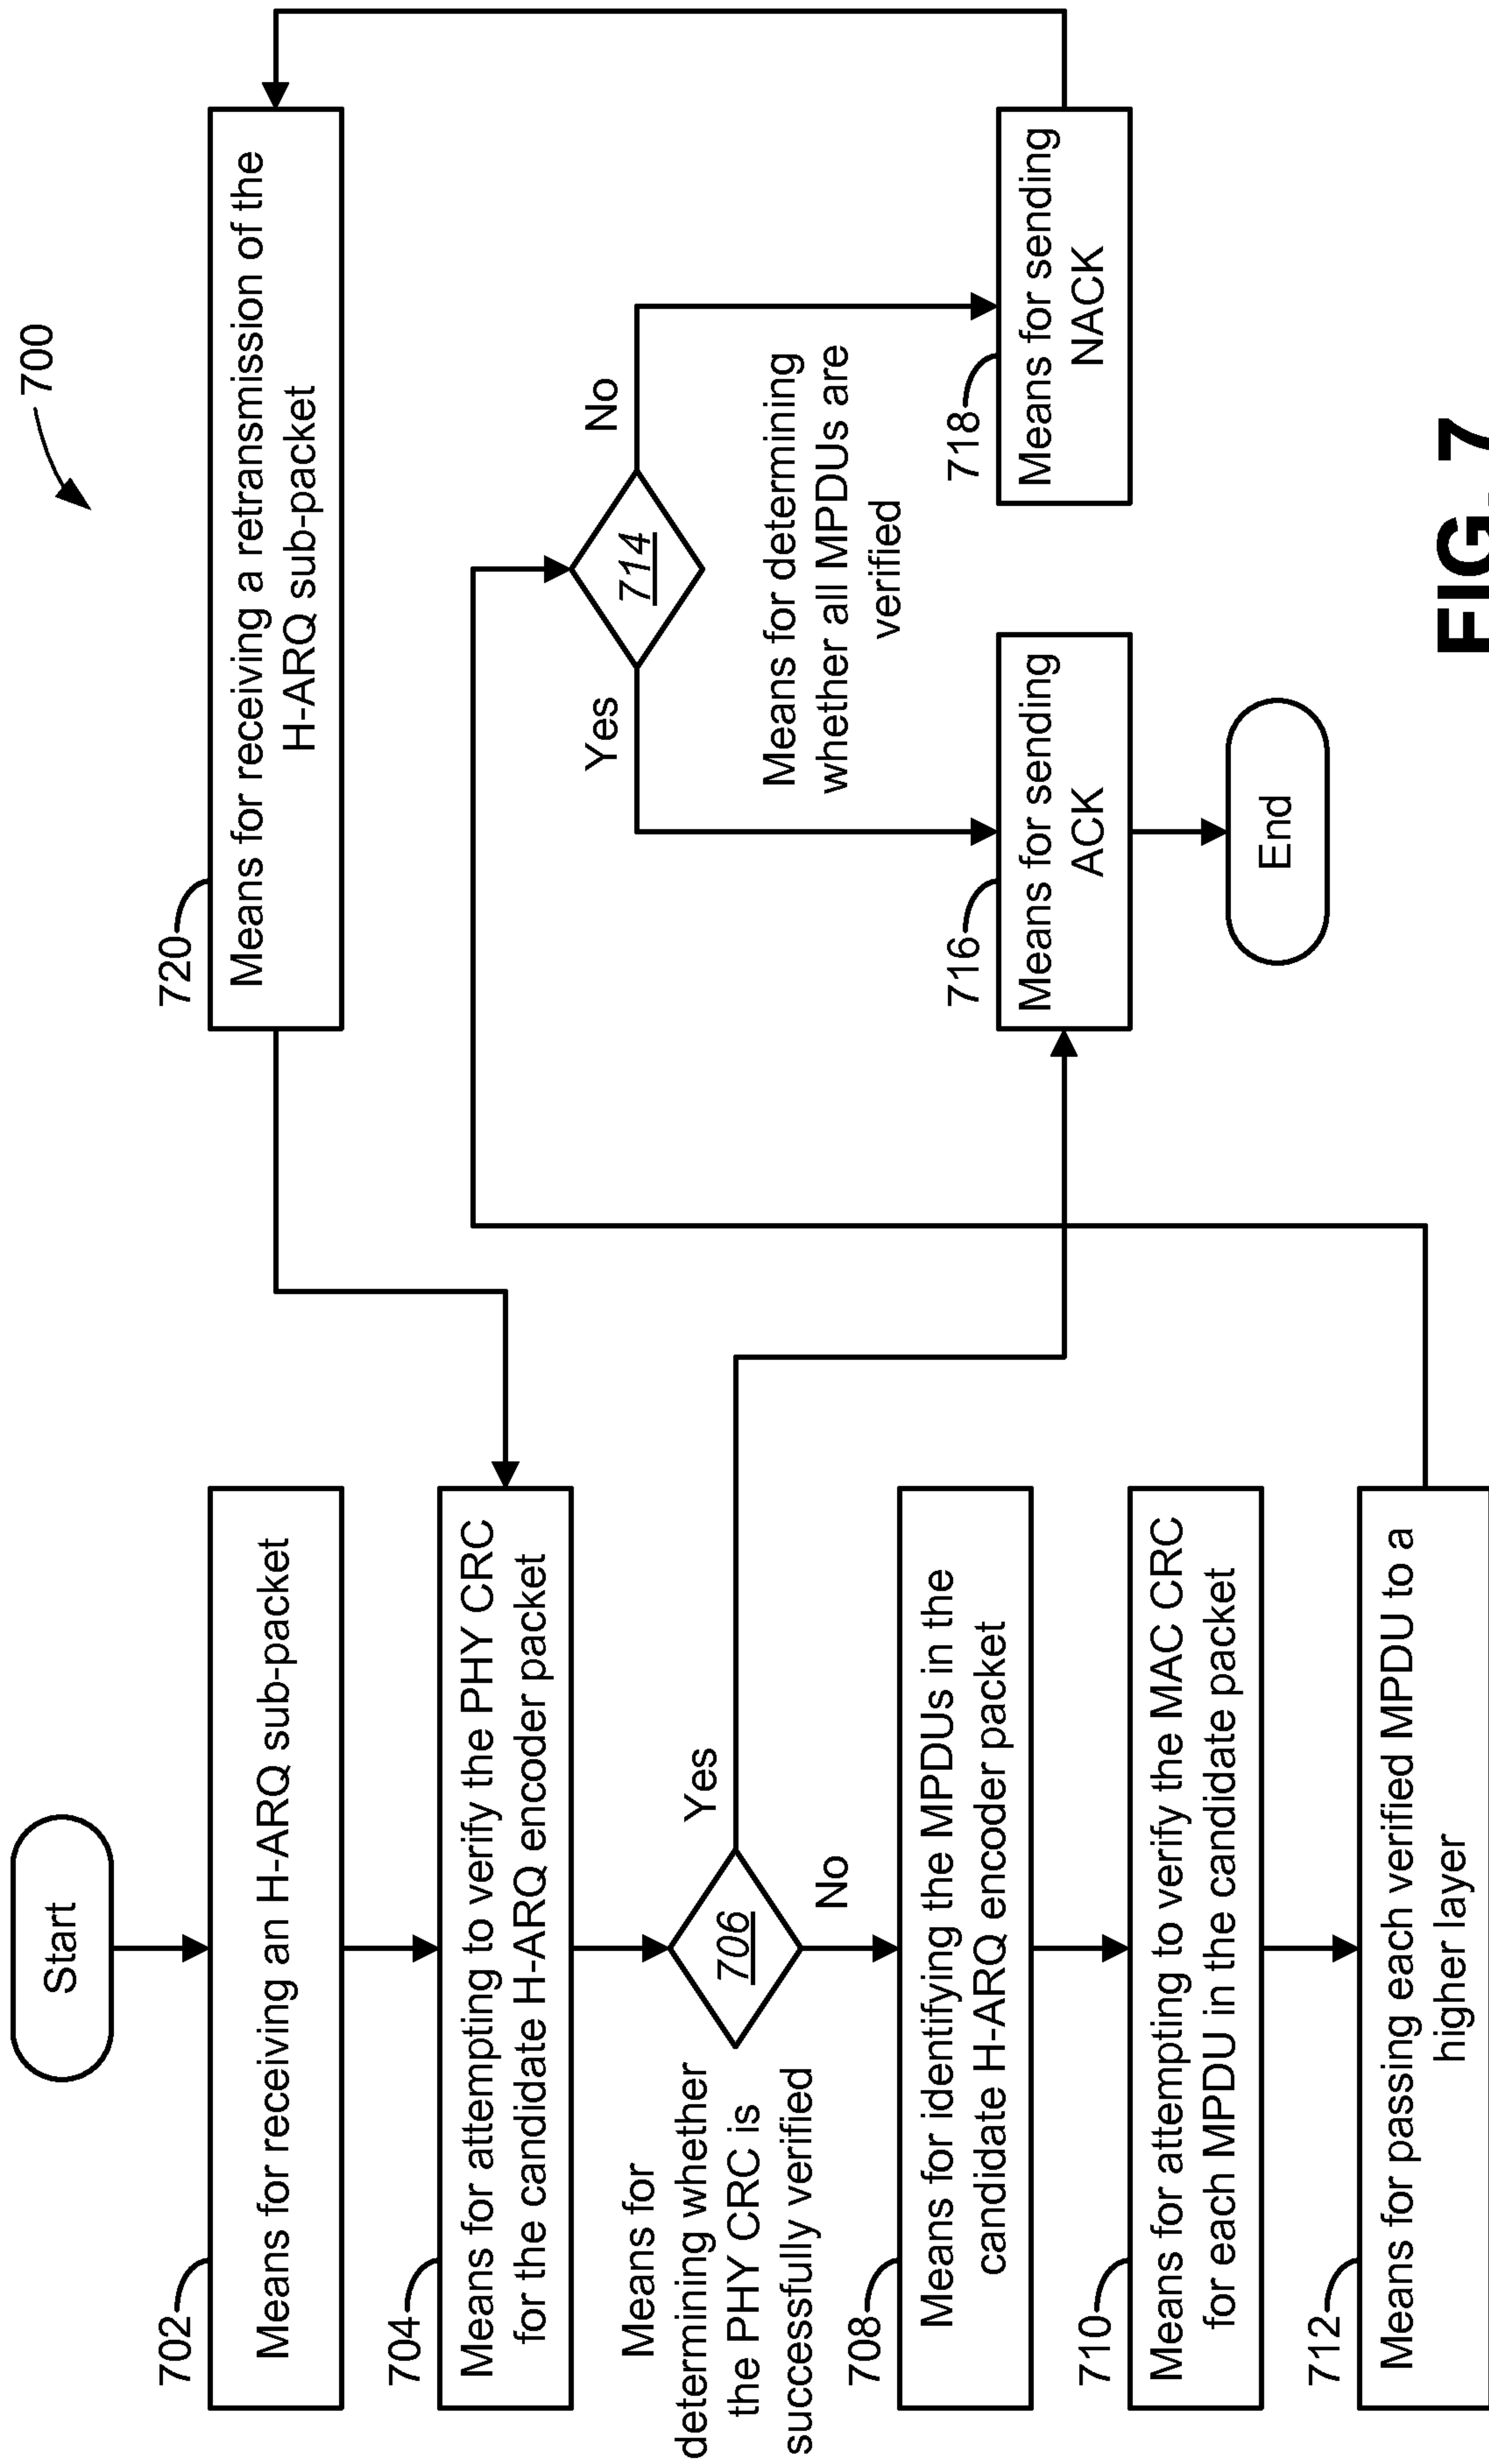 700
Start
702
Means for receiving an H-ARQ sub-packet
704
Means for attempting to verify the PHY CRC
for the candidate H-ARQ encoder packet
Means for
determining whether
the PHY CRC is
successfully verified
706
Yes
No
708
Means for identifying the MPDUs in the
candidate H-ARQ encoder packet
710
Means for attempting to verify the MAC CRC
for each MPDU in the candidate packet
712
Means for passing each verified MPDU to a
higher layer
720
Means for receiving a retransmission of the
H-ARQ sub-packet
714
Yes
No
Means for determining
whether all MPDUs are
verified
716
Means for sending
ACK
718
Means for sending
NACK
End
FIG. 7